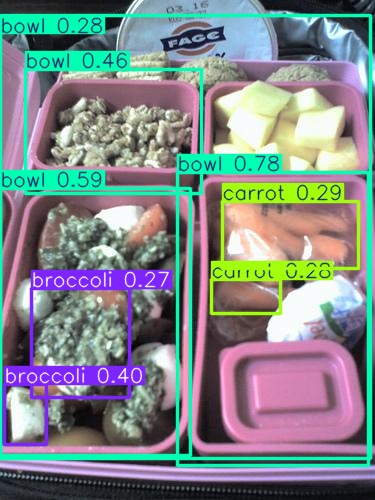 03.16
FAGE
bowl 0.28
bowl 0.46
bowl 0.78
bowl 0.59
carrot 0.29
carrot 0.28
broccoli 0.27
broccoli 0.40